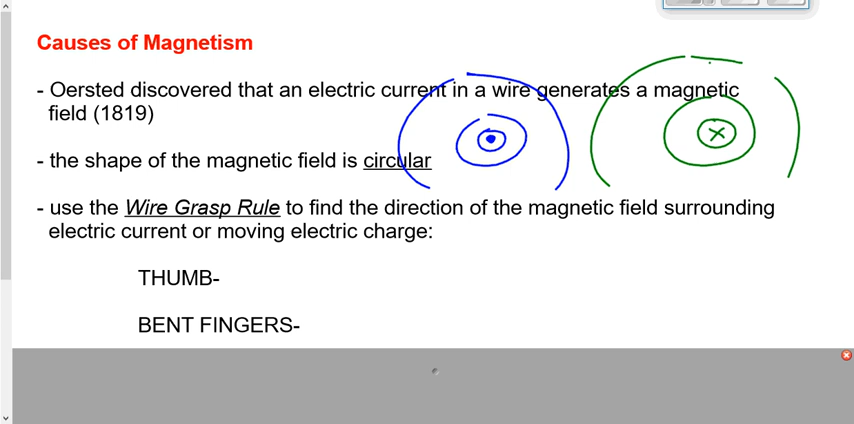 Causes of Magnetism
- Oersted discovered that an electric current in a wire generates a magnetic
field (1819)
- the shape of the magnetic field is circular
- use the Wire Grasp Rule to find the direction of the magnetic field surrounding
electric current or moving electric charge:
THUMB-
BENT FINGERS-